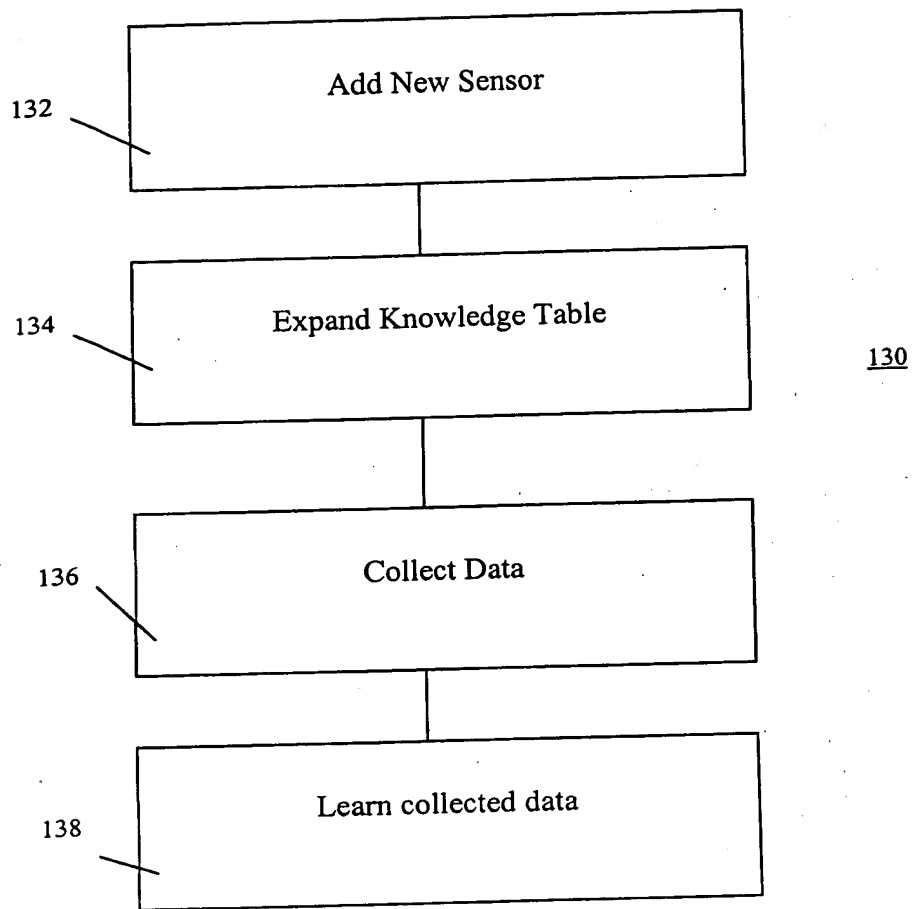 Add New Sensor
132
Expand Knowledge Table
134
130
Collect Data
136
Learn collected data
138